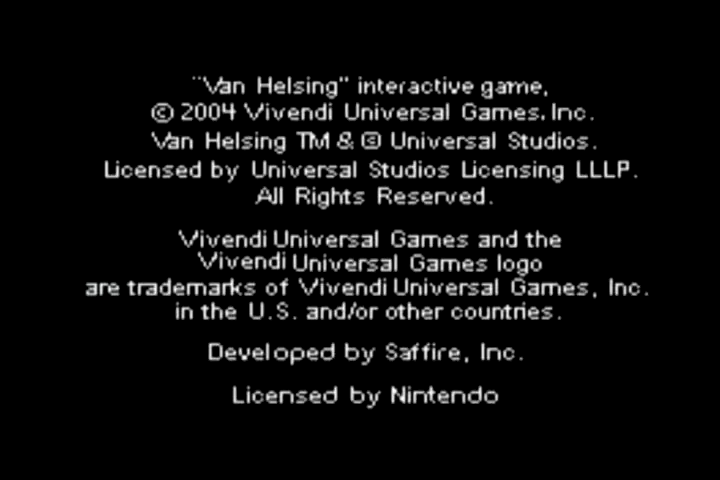 "Van Helsing" interactive game,
© 2004 Vivendi Universal Games, Inc.
Van Helsing TM & © Universal Studios.
Licensed by Universal Studios Licensing LLLP.
All Rights Reserved.
Vivendi Universal Games and the
Vivendi Universal Games logo
are trademarks of Vivendi Universal Games, Inc.
in the U.S. and/or other countries.
Developed by Saffire, Inc.
Licensed by Nintendo